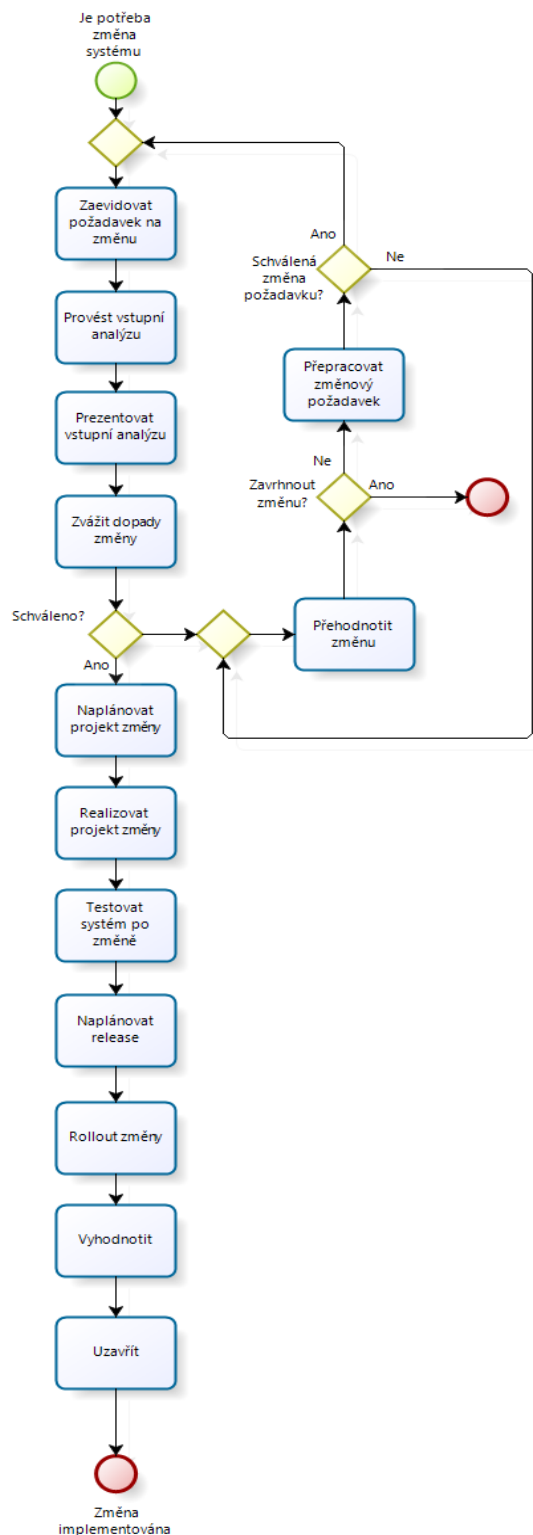 Je potřeba
změna
systému
Zaevidovat
požadavek na
změnu
Provést vstupní
analýzu
Prezentovat
vstupní analýzu
Zvážit dopady
změny
Schváleno?
Ano
Naplánovat
projekt změny
Realizovat
projekt změny
Testovat
systém po
změně
Naplánovat
release
Rollout změny
Vyhodnotit
Uzavřít
Změna
implementována
Přehodnotit
změnu
Zavrhnout
změnu?
Ano
Ne
Přepracovat
změnový
požadavek
Schválená
změna
požadavku?
Ano
Ne